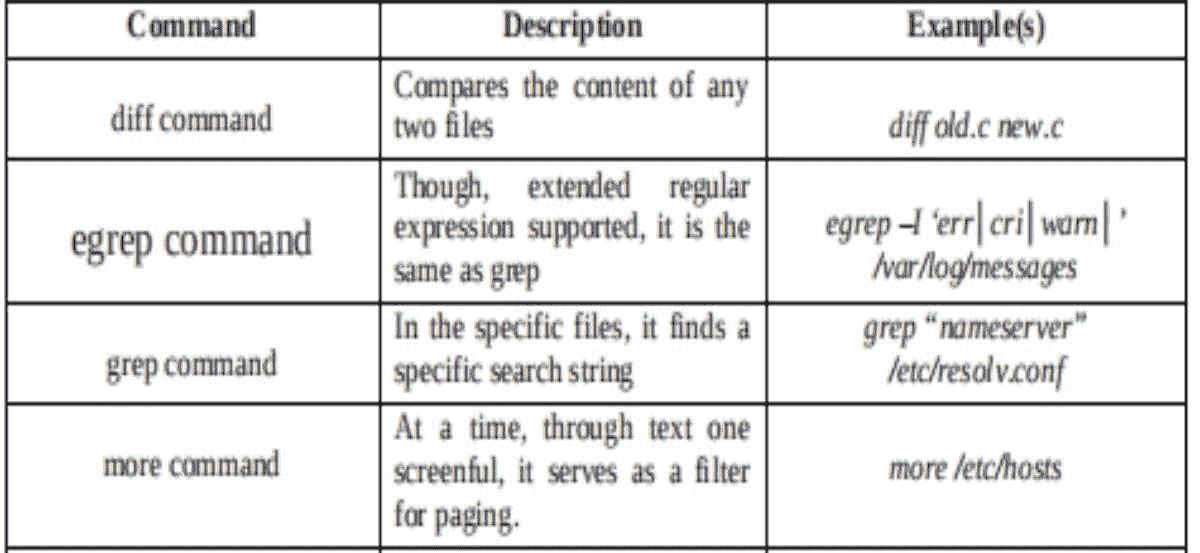 Command Description Example(s)
diff command
Compares the content of any
two files
diff old.c new.c
egrep command
Though, extended regular
expression supported, it is the
same as grep
egrep –I ‘err| cri| warn| ’
/var/log/messages
grep command
In the specific files, it finds a
specific search string
grep “nameserver”
/etc/resolv.conf
more command
At a time, through text one
screenful, it serves as a filter
for paging.
more /etc/hosts